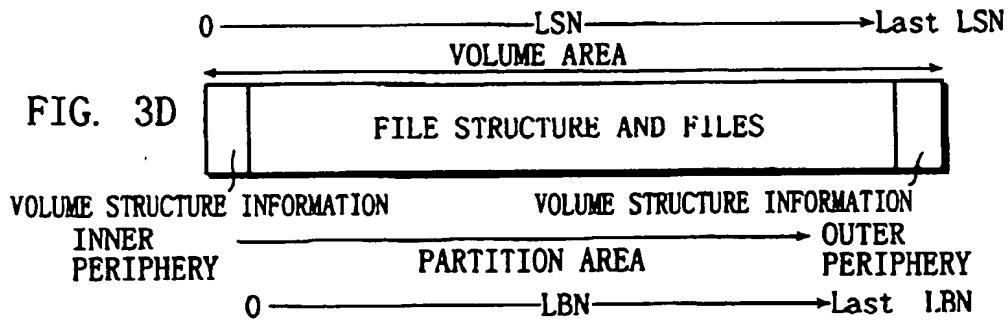 0 LSN Last LSN
VOLUME AREA
FIG. 3D
FILE STRUCTURE AND FILES
VOLUME STRUCTURE INFORMATION
VOLUME STRUCTURE INFORMATION
INNER PERIPHERY
OUTER PERIPHERY
PARTITION AREA
0 LBN Last LBN